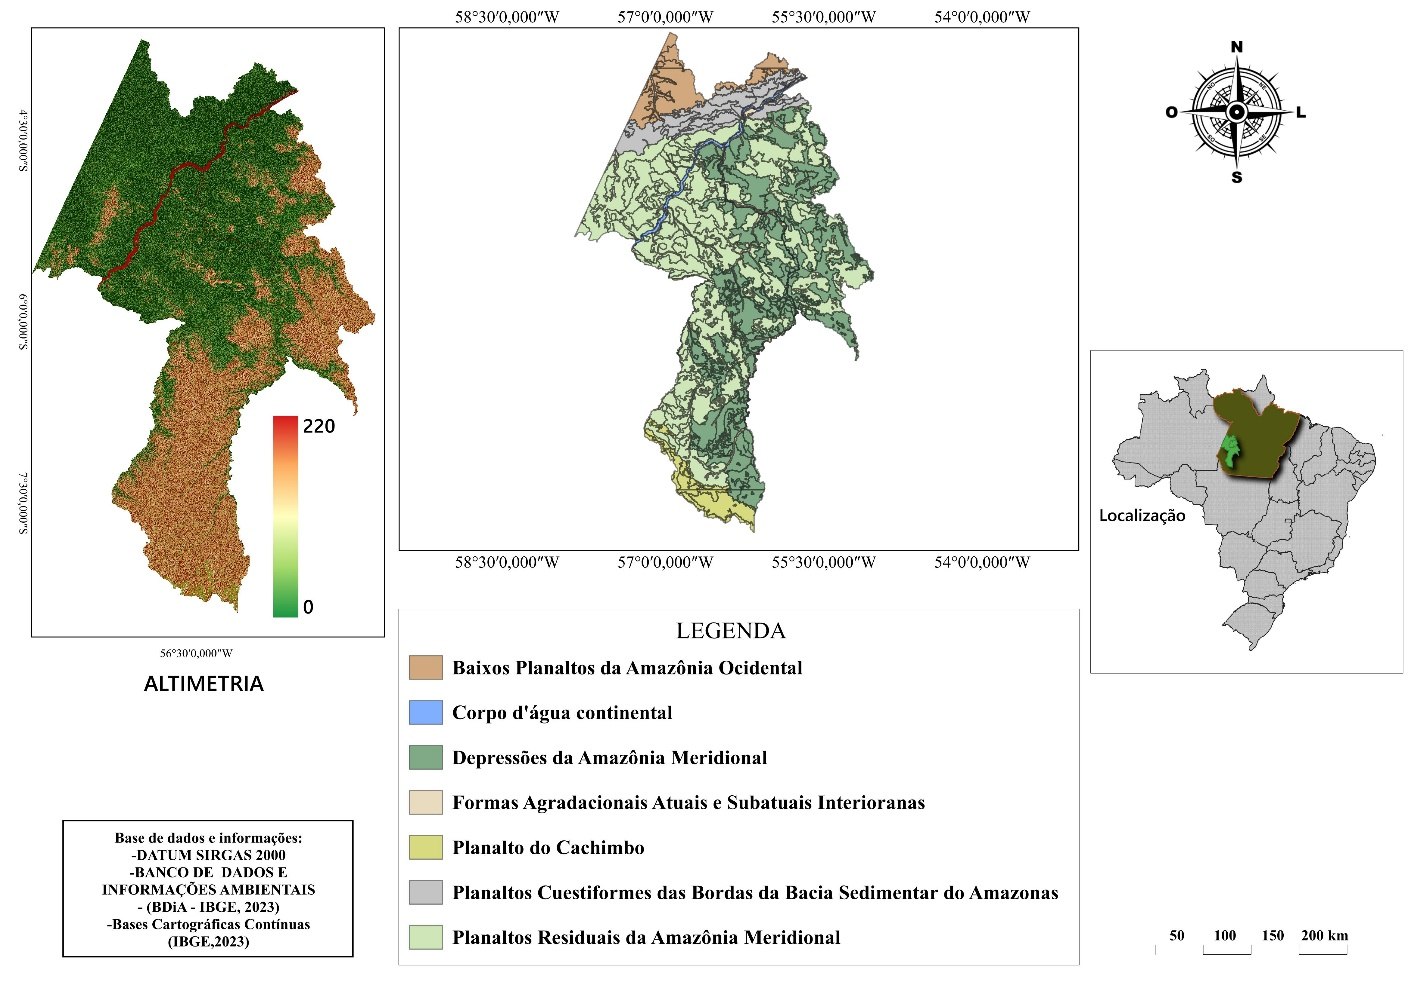 58°30'0,000"W
57°0'0,000"W
55°30'0,000"W
54°0'0,000"W
4°30'0,000"S
6°0'0,000"S
7°30'0,000"S
220
0
56°30'0,000"W
ALTIMETRIA
58°30'0,000"W
57°0'0,000"W
55°30'0,000"W
54°0'0,000"W
N
O
L
S
NO
NE
SO
SE
Localização
LEGENDA
Baixos Planaltos da Amazônia Ocidental
Corpo d'água continental
Depressões da Amazônia Meridional
Formas Agradacionais Atuais e Subatuais Interioranas
Planalto do Cachimbo
Planaltos Cuestiformes das Bordas da Bacia Sedimentar do Amazonas
Planaltos Residuais da Amazônia Meridional
Base de dados e informações:
-DATUM SIRGAS 2000
-BANCO DE DADOS E
INFORMAÇÕES AMBIENTAIS
- (BDiA - IBGE, 2023)
-Bases Cartográficas Contínuas
(IBGE,2023)
50 100 150 200 km